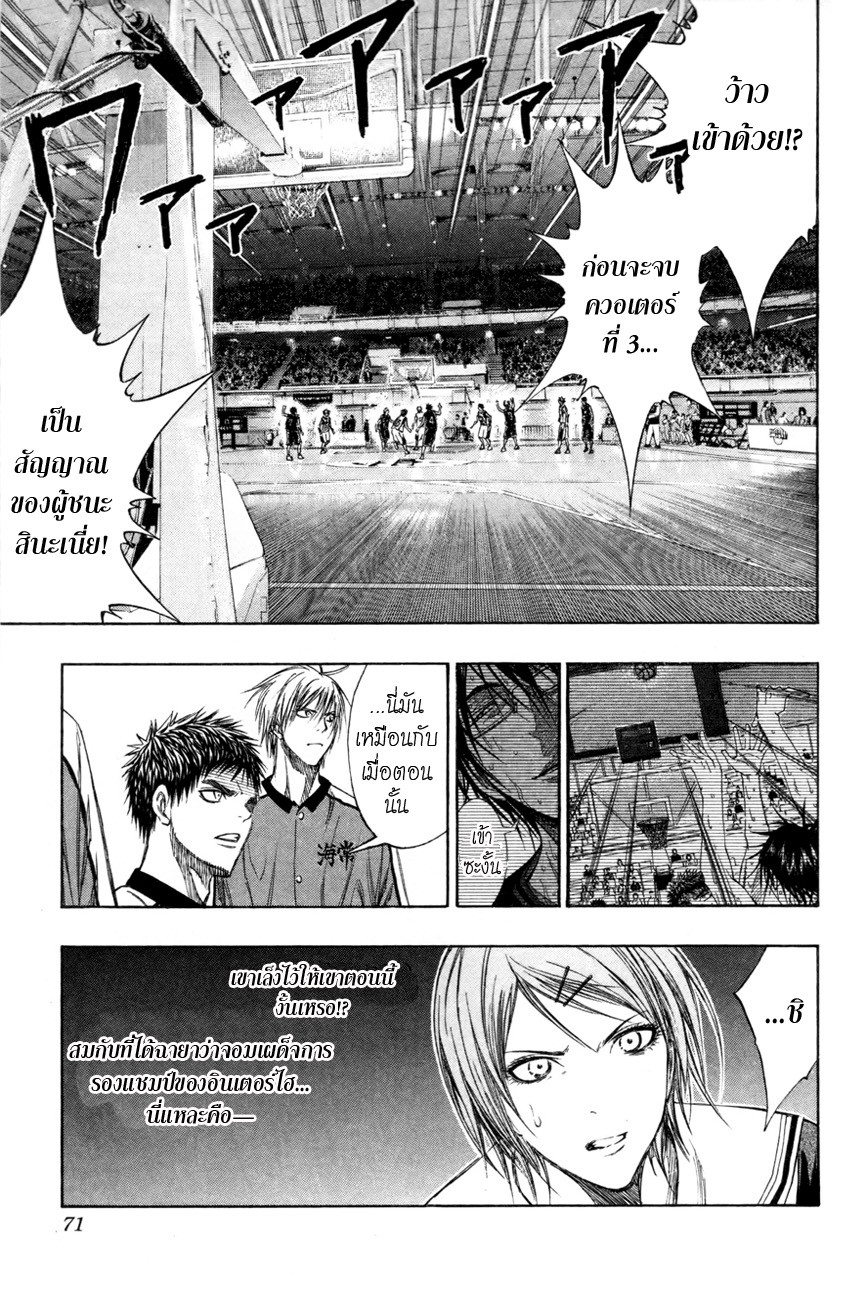 ว้าว
เข้าด้วย!?
ก่อนจะจบ
ควอเตอร์
ที่ 3...
ワァァァァァ
ワァァ
เป็น
สัญญาณ
ของผู้ชนะ
สินะเนี่ย!
เข้า
ซะงั้น
...นี่มัน
เหมือนกับ
เมื่อตอน
นั้น
海常
...ชิ
เขาเล็งไว้ให้เขาตอนนี้
งั้นเหรอ!?
สมกับที่ได้ฉายาว่าจอมเผด็จการ
รองแชมป์ของอินเตอร์ไฮ...
นี่แหละคือ—
71